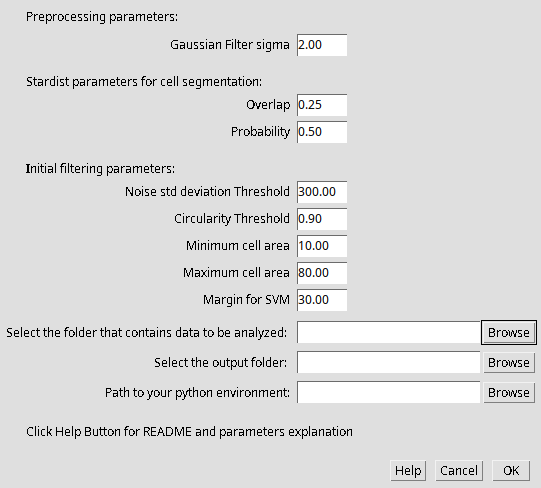 Preprocessing parameters:
Gaussian Filter sigma 2.00
Stardist parameters for cell segmentation:
Overlap 0.25
Probability 0.50
Initial filtering parameters:
Noise std deviation Threshold 300.00
Circularity Threshold 0.90
Minimum cell area 10.00
Maximum cell area 80.00
Margin for SVM 30.00
Select the folder that contains data to be analyzed: Browse
Select the output folder: Browse
Path to your python environment: Browse
Click Help Button for README and parameters explanation
Help Cancel OK